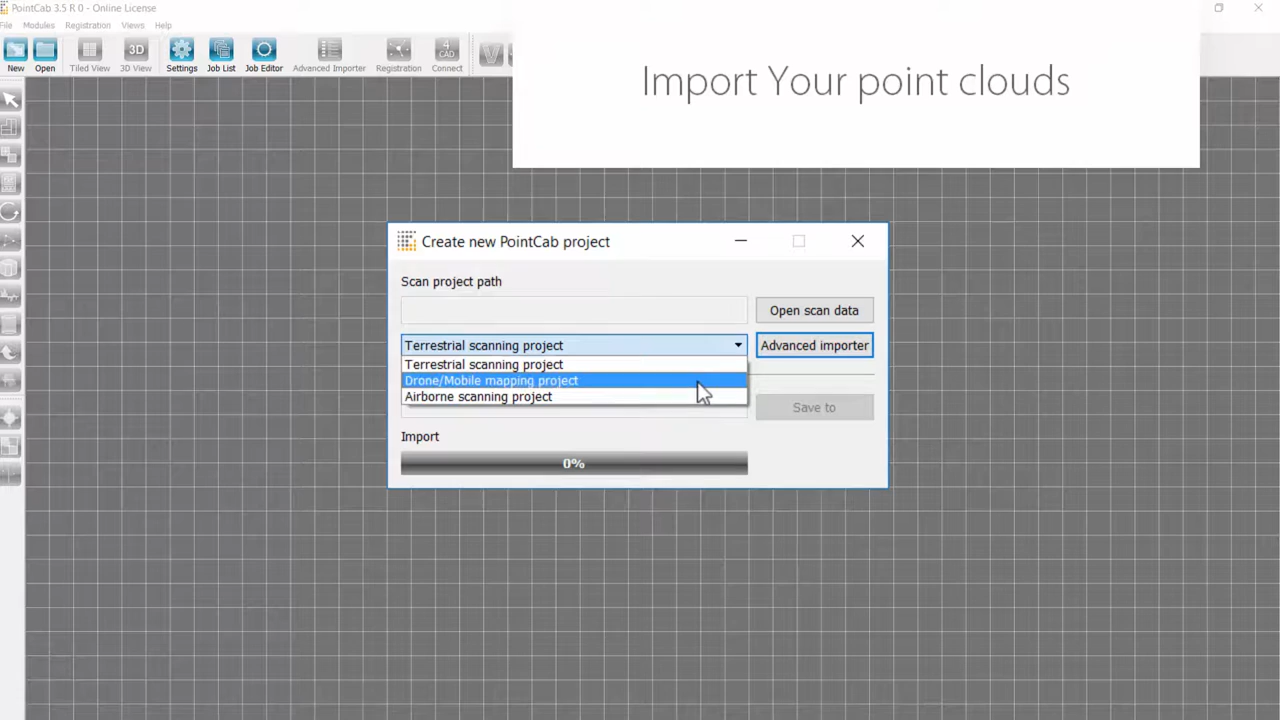 PointCab 3.5 R 0 - Online License
File Modules Registration Views Help
New Open Tiled View 3D View Settings Job List Job Editor Advanced Importer Registration Connect
3D
4
CAD
Import Your point clouds
Create new PointCab project
Scan project path
Open scan data
Terrestrial scanning project
Advanced importer
Terrestrial scanning project
Drone/Mobile mapping project
Airborne scanning project
Save to
Import
0%